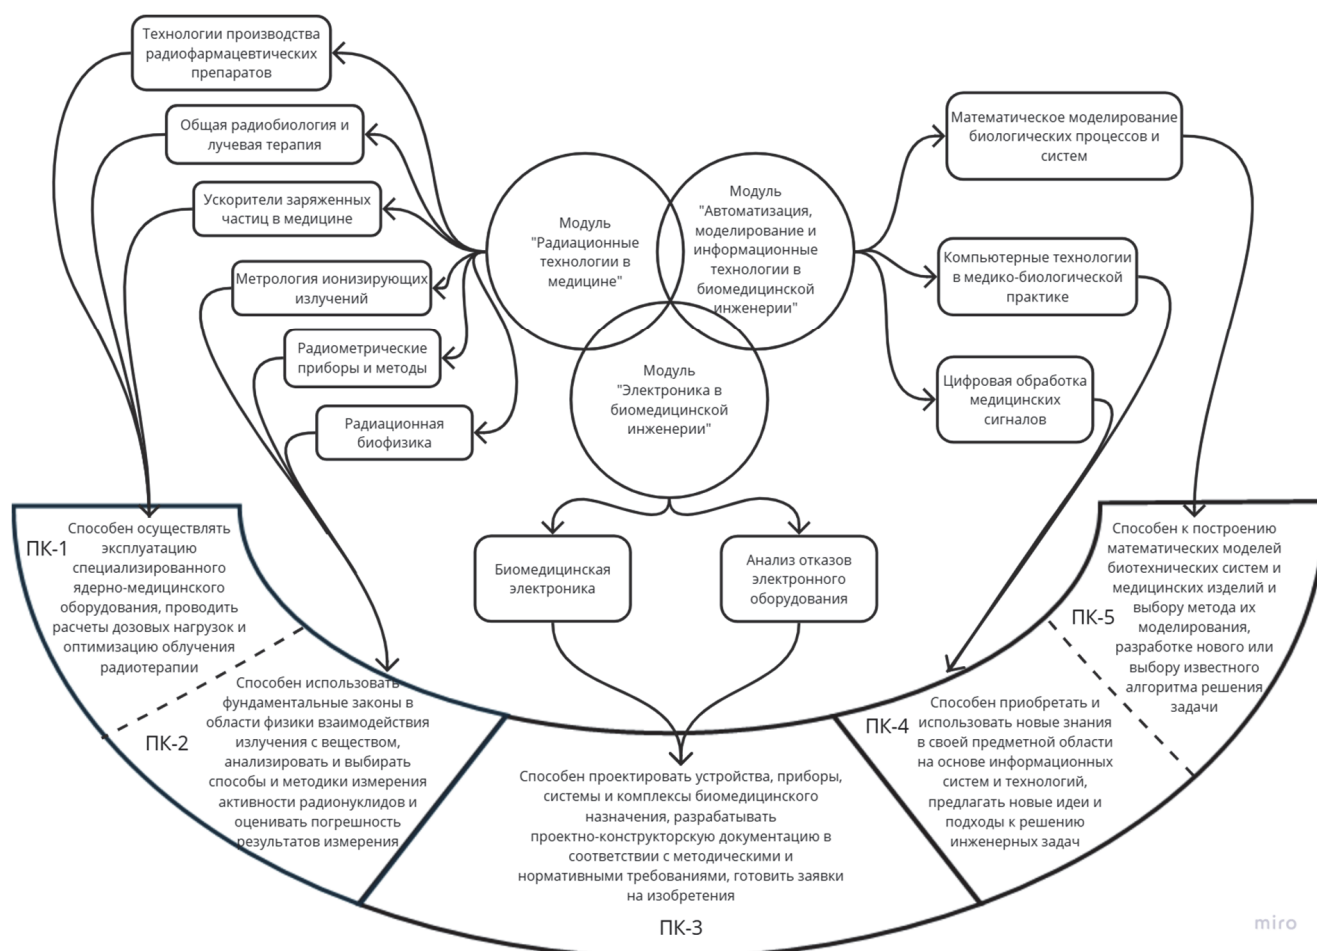 Технологии производства
радиофармацевтических
препаратов
Общая радиобиология и
лучевая терапия
Ускорители заряженных
частиц в медицине
Метрология ионизирующих
излучений
Радиометрические
приборы и методы
Радиационная
биофизика
Модуль
"Радиационные
технологии в
медицине"
Модуль
"Автоматизация,
моделирование и
информационные
технологии в
биомедицинской
инженерии"
Модуль
"Электроника в
биомедицинской
инженерии"
Математическое моделирование
биологических процессов и
систем
Компьютерные технологии
в медико-биологической
практике
Цифровая обработка
медицинских
сигналов
Биомедицинская
электроника
Анализ отказов
электронного
оборудования
ПК-1
Способен осуществлять
эксплуатацию
специализированного
ядерно-медицинского
оборудования, проводить
расчеты дозовых нагрузок и
оптимизацию облучения
радиотерапии
ПК-2
Способен использовать
фундаментальные законы в
области физики взаимодействия
излучения с веществом,
анализировать и выбирать
способы и методики измерения
активности радионуклидов и
оценивать погрешность
результатов измерения
Способен проектировать устройства, приборы,
системы и комплексы биомедицинского
назначения, разрабатывать
проектно-конструкторскую документацию в
соответствии с методическими и
нормативными требованиями, готовить заявки
на изобретения
ПК-3
ПК-4
Способен приобретать и
использовать новые знания
в своей предметной области
на основе информационных
систем и технологий,
предлагать новые идеи и
подходы к решению
инженерных задач
ПК-5
Способен к построению
математических моделей
биотехнических систем и
медицинских изделий и
выбору метода их
моделирования,
разработке нового или
выбору известного
алгоритма решения
задачи
miro